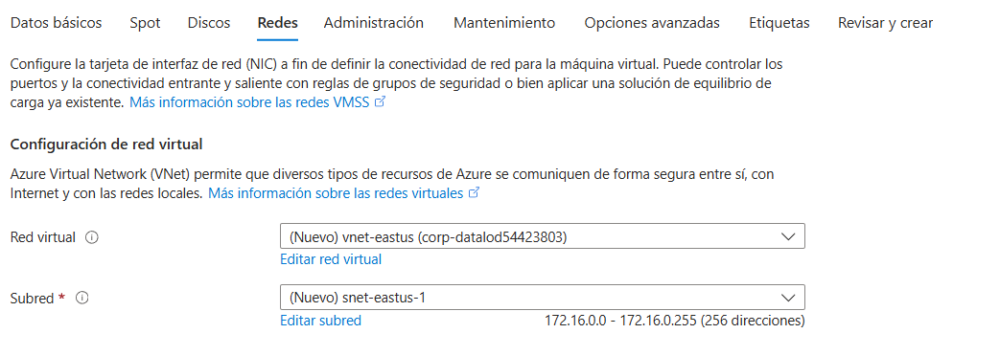 Datos básicos Spot Discos Redes Administración Mantenimiento Opciones avanzadas Etiquetas Revisar y crear
Configure la tarjeta de interfaz de red (NIC) a fin de definir la conectividad de red para la máquina virtual. Puede controlar los
puertos y la conectividad entrante y saliente con reglas de grupos de seguridad o bien aplicar una solución de equilibrio de
carga ya existente. Más información sobre las redes VMSS
Configuración de red virtual
Azure Virtual Network (VNet) permite que diversos tipos de recursos de Azure se comuniquen de forma segura entre sí, con
Internet y con las redes locales. Más información sobre las redes virtuales
Red virtual (Nuevo) vnet-eastus (corp-datalod54423803)
Editar red virtual
Subred * (Nuevo) snet-eastus-1
Editar subred 172.16.0.0 - 172.16.0.255 (256 direcciones)